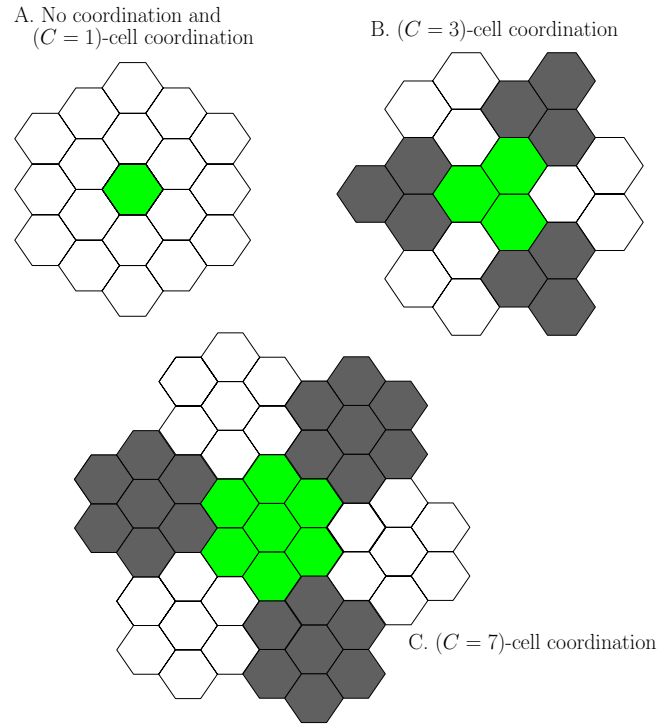 A. No coordination and
(C = 1)-cell coordination
B. (C = 3)-cell coordination
C. (C = 7)-cell coordination